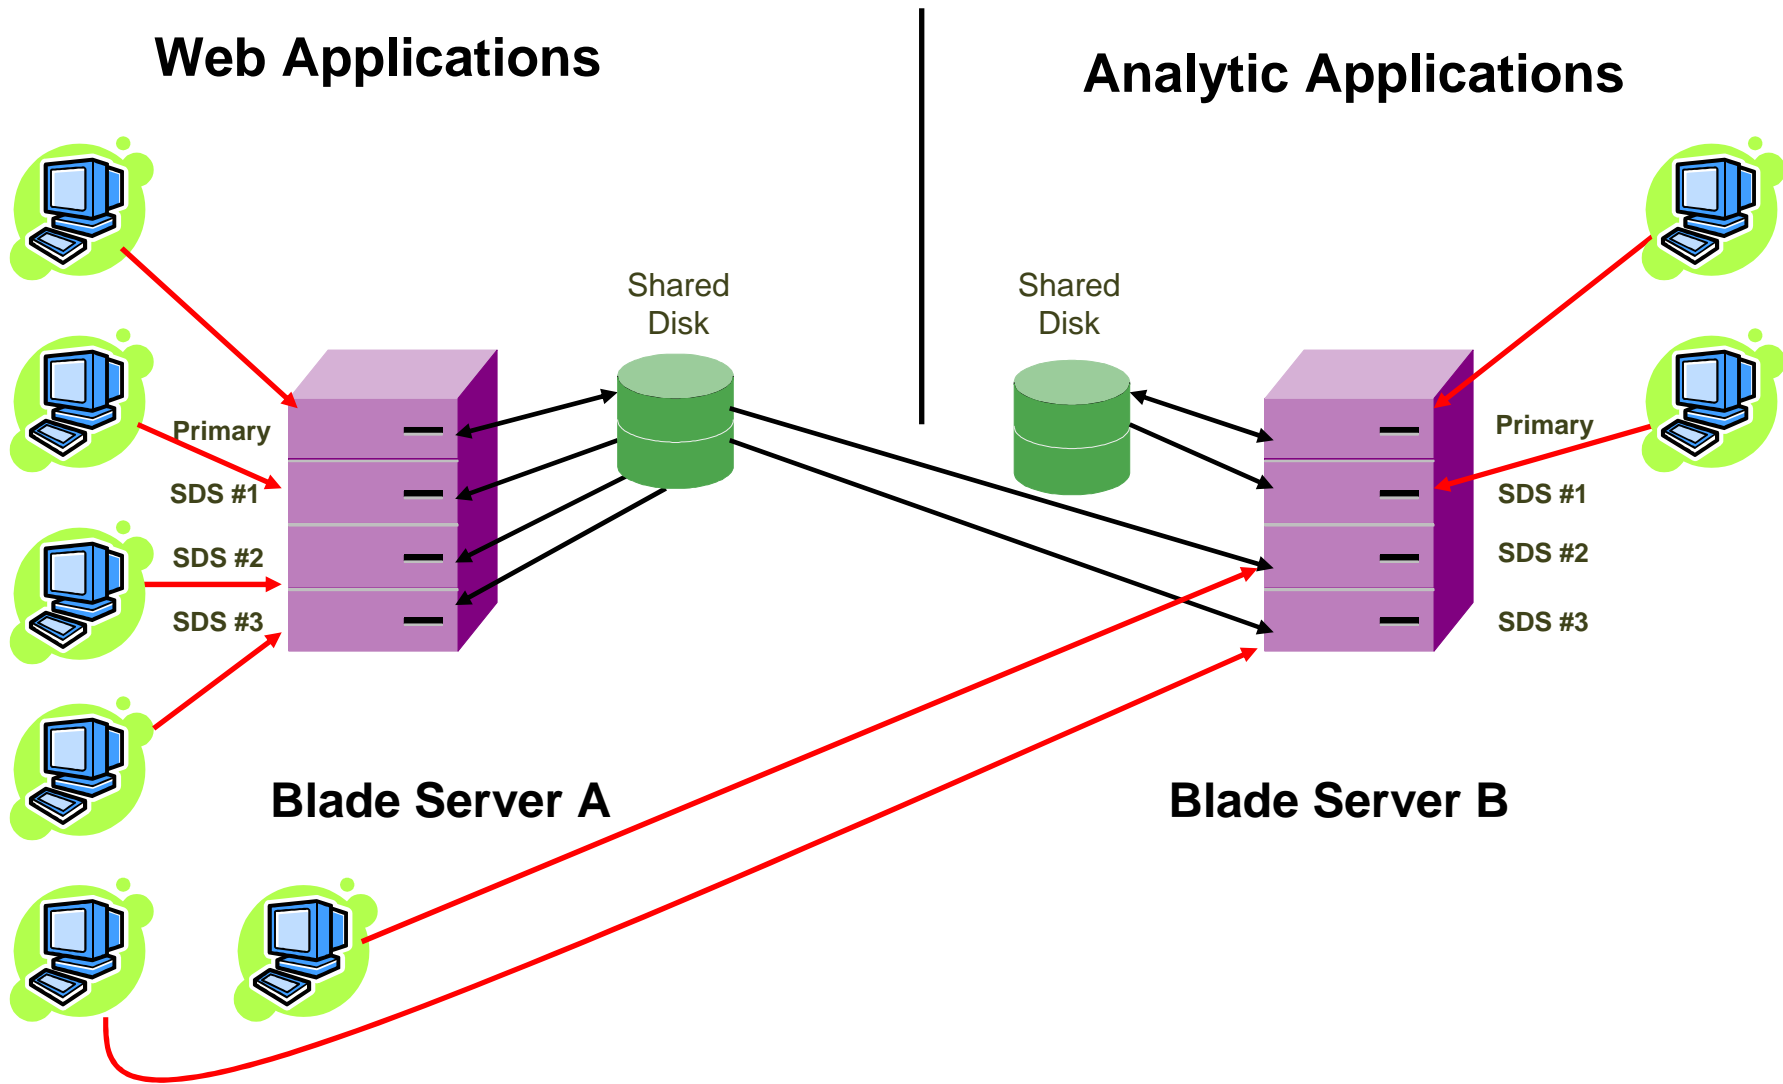 Web Applications
Analytic Applications
Shared
Disk
Shared
Disk
Primary
SDS #1
SDS #2
SDS #3
Primary
SDS #1
SDS #2
SDS #3
Blade Server A
Blade Server B